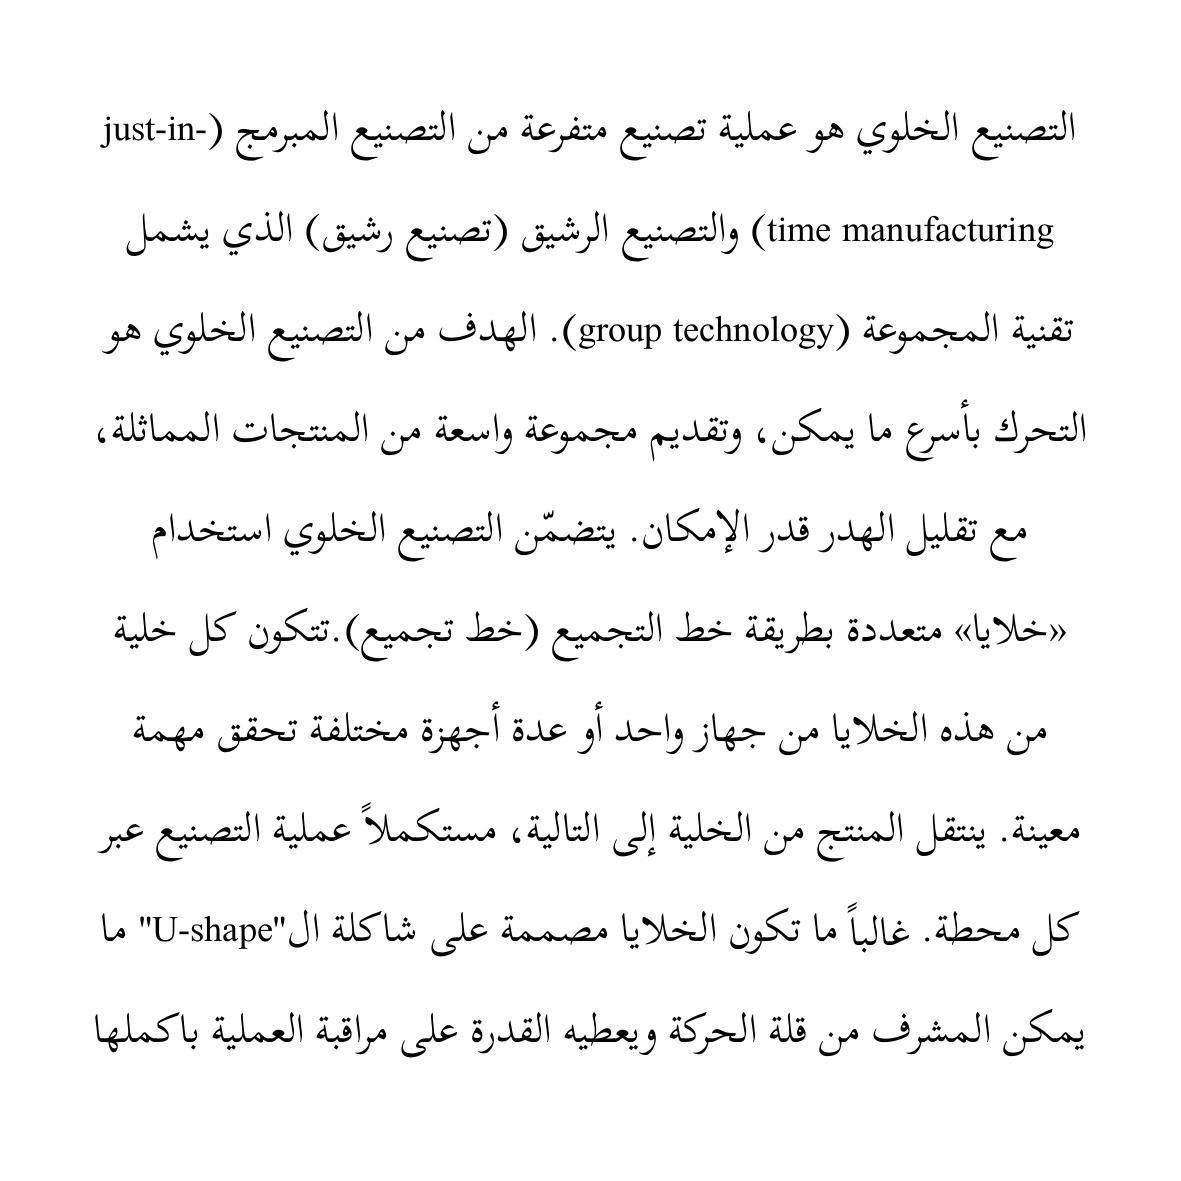 التصنيع الخلوي هو عملية تصنيع متفرعة من التصنيع المبرمج (just-in-
time manufacturing) والتصنيع الرشيق (تصنيع رشيق) الذي يشمل
تقنية المجموعة (group technology). الهدف من التصنيع الخلوي هو
التحرك بأسرع ما يمكن، وتقديم مجموعة واسعة من المنتجات المماثلة،
مع تقليل الهدر قدر الإمكان. يتضمّن التصنيع الخلوي استخدام
«خلايا» متعددة بطريقة خط التجميع (خط تجميع).تتكون كل خلية
من هذه الخلايا من جهاز واحد أو عدة أجهزة مختلفة تحقق مهمة
معينة. ينتقل المنتج من الخلية إلى التالية، مستكملاً عملية التصنيع عبر
كل محطة. غالباً ما تكون الخلايا مصممة على شاكلة ال"U-shape" ما
يمكن المشرف من قلة الحركة ويعطيه القدرة على مراقبة العملية باكملها